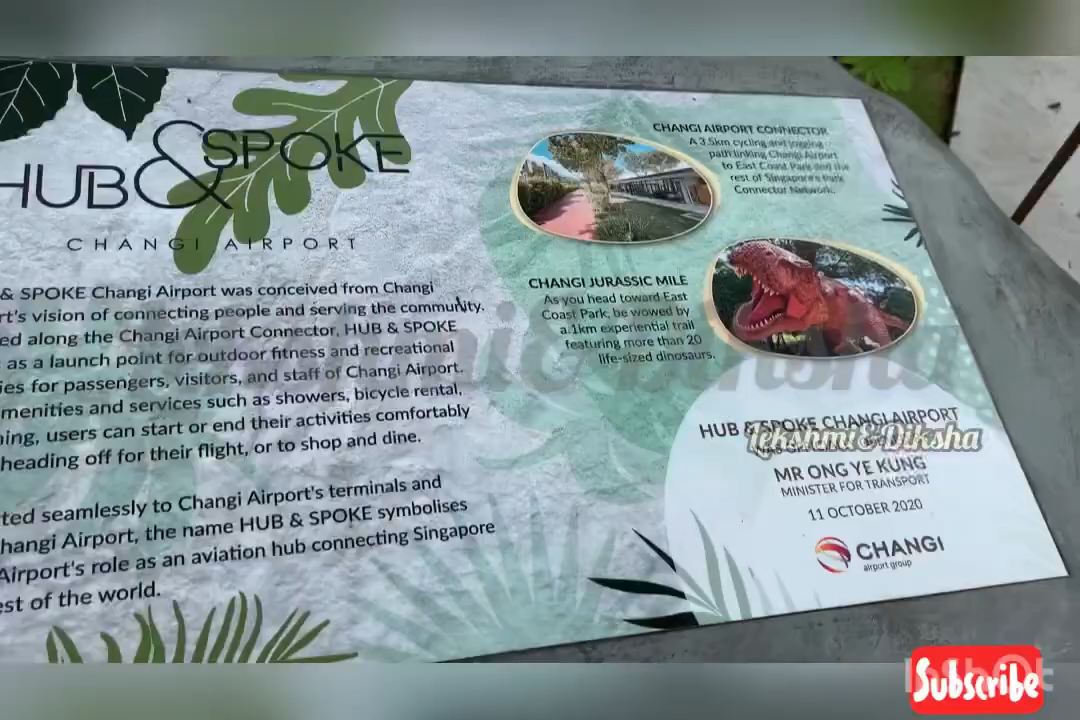 HUB & SPOKE
CHANGI AIRPORT
& SPOKE Changi Airport was conceived from Changi
rt's vision of connecting people and serving the community.
ed along the Changi Airport Connector, HUB & SPOKE
as a launch point for outdoor fitness and recreational
ies for passengers, visitors, and staff of Changi Airport.
menities and services such as showers, bicycle rental,
ning, users can start or end their activities comfortably
heading off for their flight, or to shop and dine.
ted seamlessly to Changi Airport's terminals and
hangi Airport, the name HUB & SPOKE symbolises
Airport's role as an aviation hub connecting Singapore
est of the world.
CHANGI AIRPORT CONNECTOR
A 3.5km cycling and jogging
path linking Changi Airport
to East Coast Park and the
rest of Singapore's Park
Connector Network.
CHANGI JURASSIC MILE
As you head toward East
Coast Park, be wowed by
a 1km experiential trail
featuring more than 20
life-sized dinosaurs.
HUB & SPOKE CHANGI AIRPORT
Lekshmi&Diksha
MR ONG YE KUNG
MINISTER FOR TRANSPORT
11 OCTOBER 2020
CHANGI
airport group
Subscribe